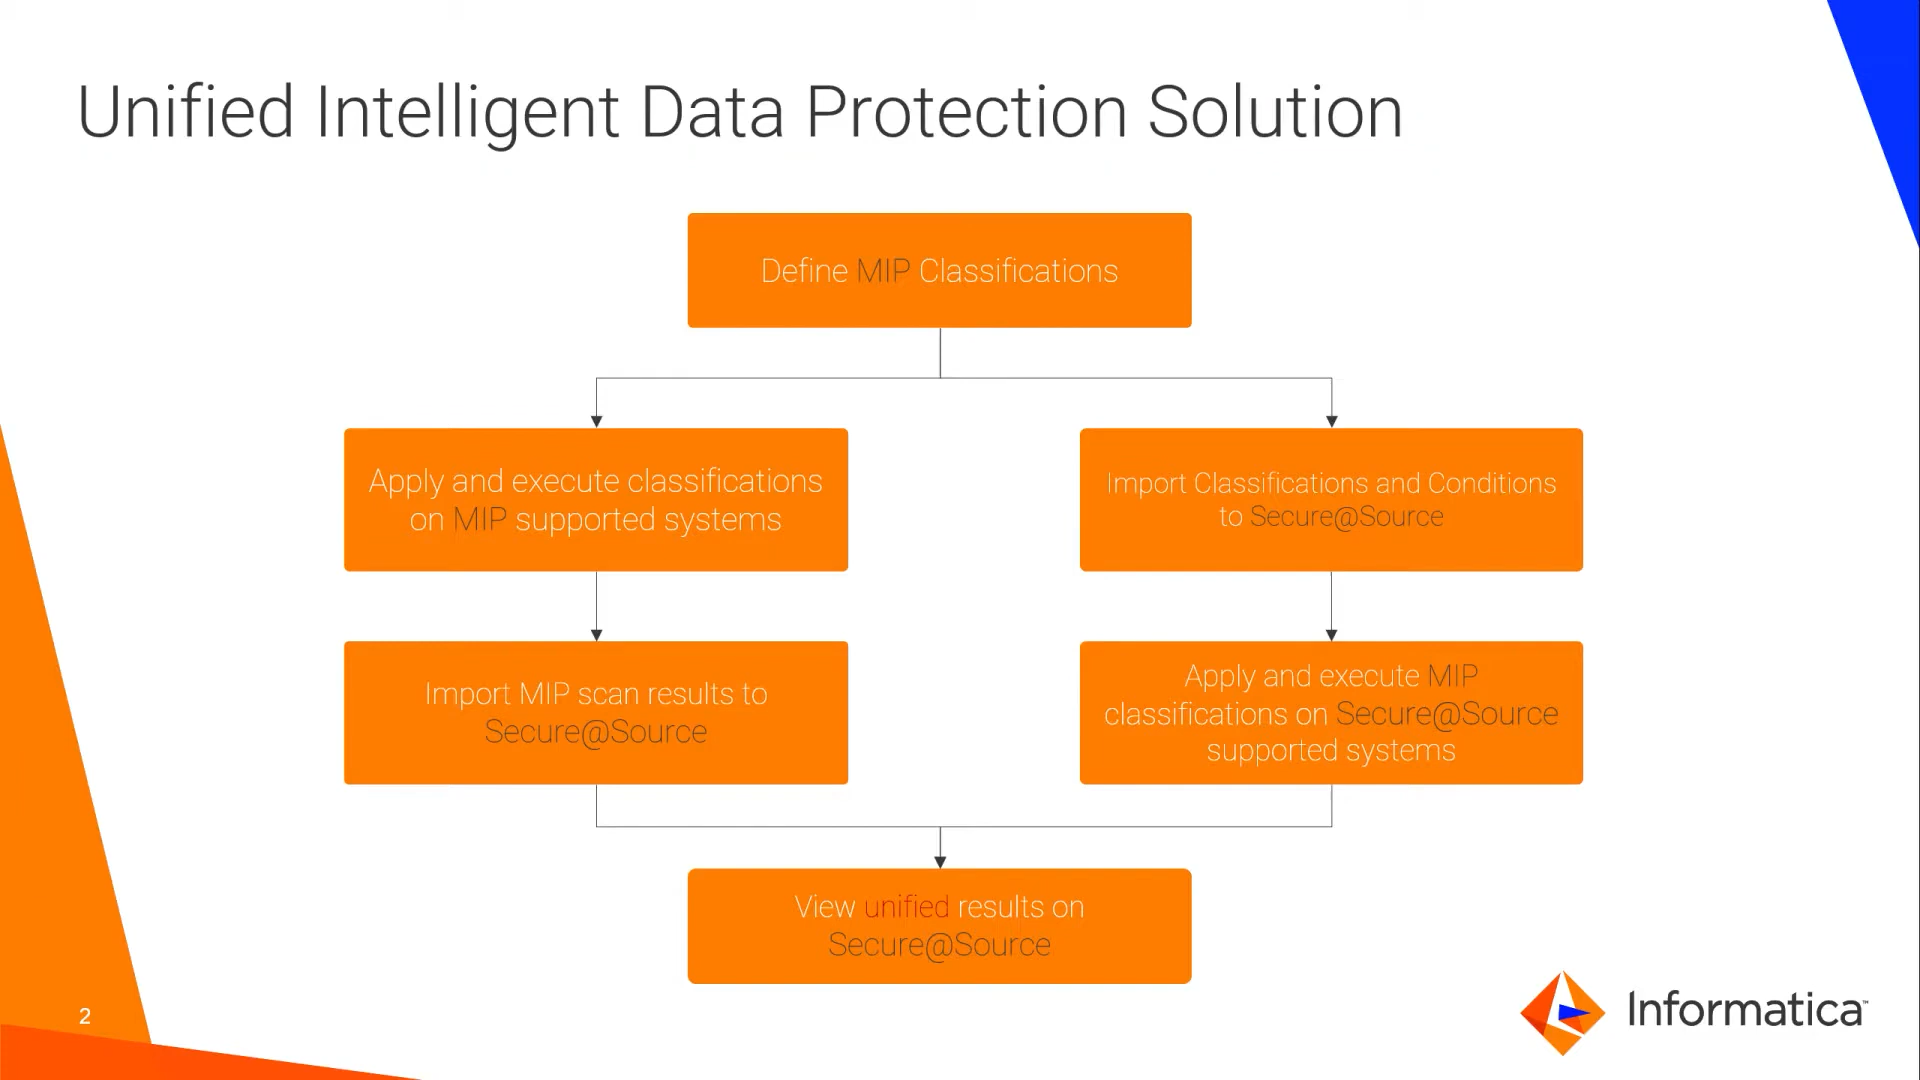 Unified Intelligent Data Protection Solution
Define MIP Classifications
Apply and execute classifications
on MIP supported systems
Import Classifications and Conditions
to Secure@Source
Import MIP scan results to
Secure@Source
Apply and execute MIP
classifications on Secure@Source
supported systems
View unified results on
Secure@Source
2
Informatica™